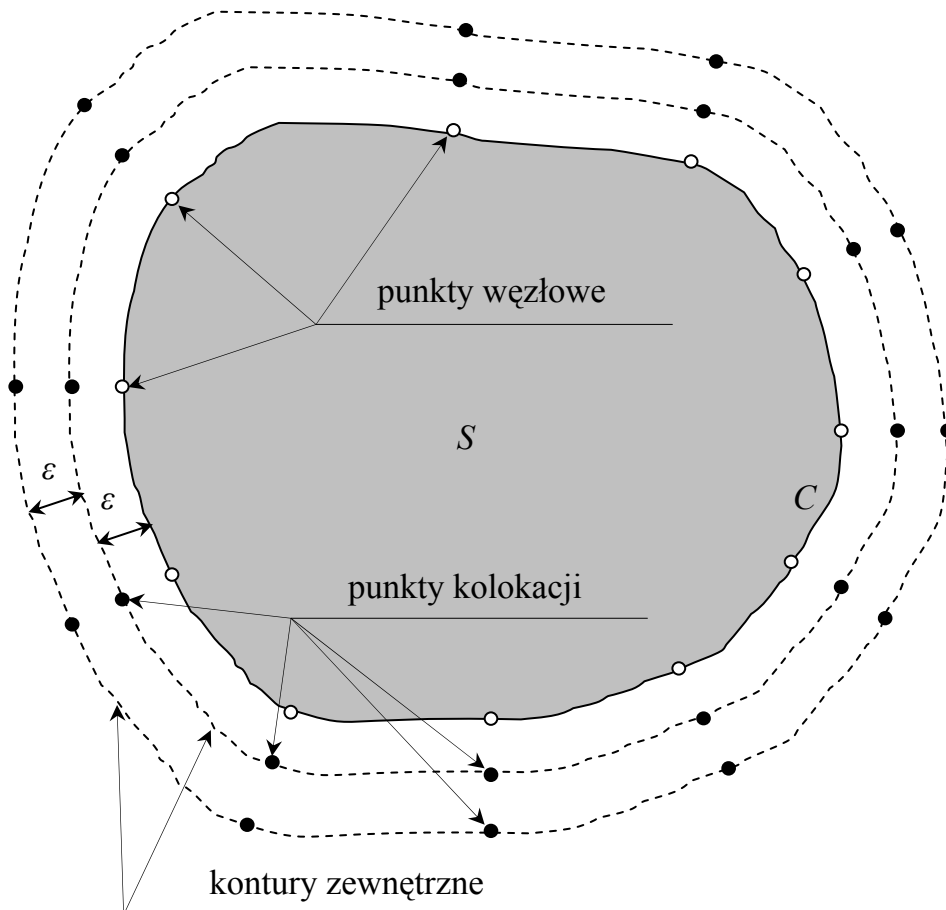 punkty węzłowe
S
ε
ε
C
punkty kolokacji
kontury zewnętrzne